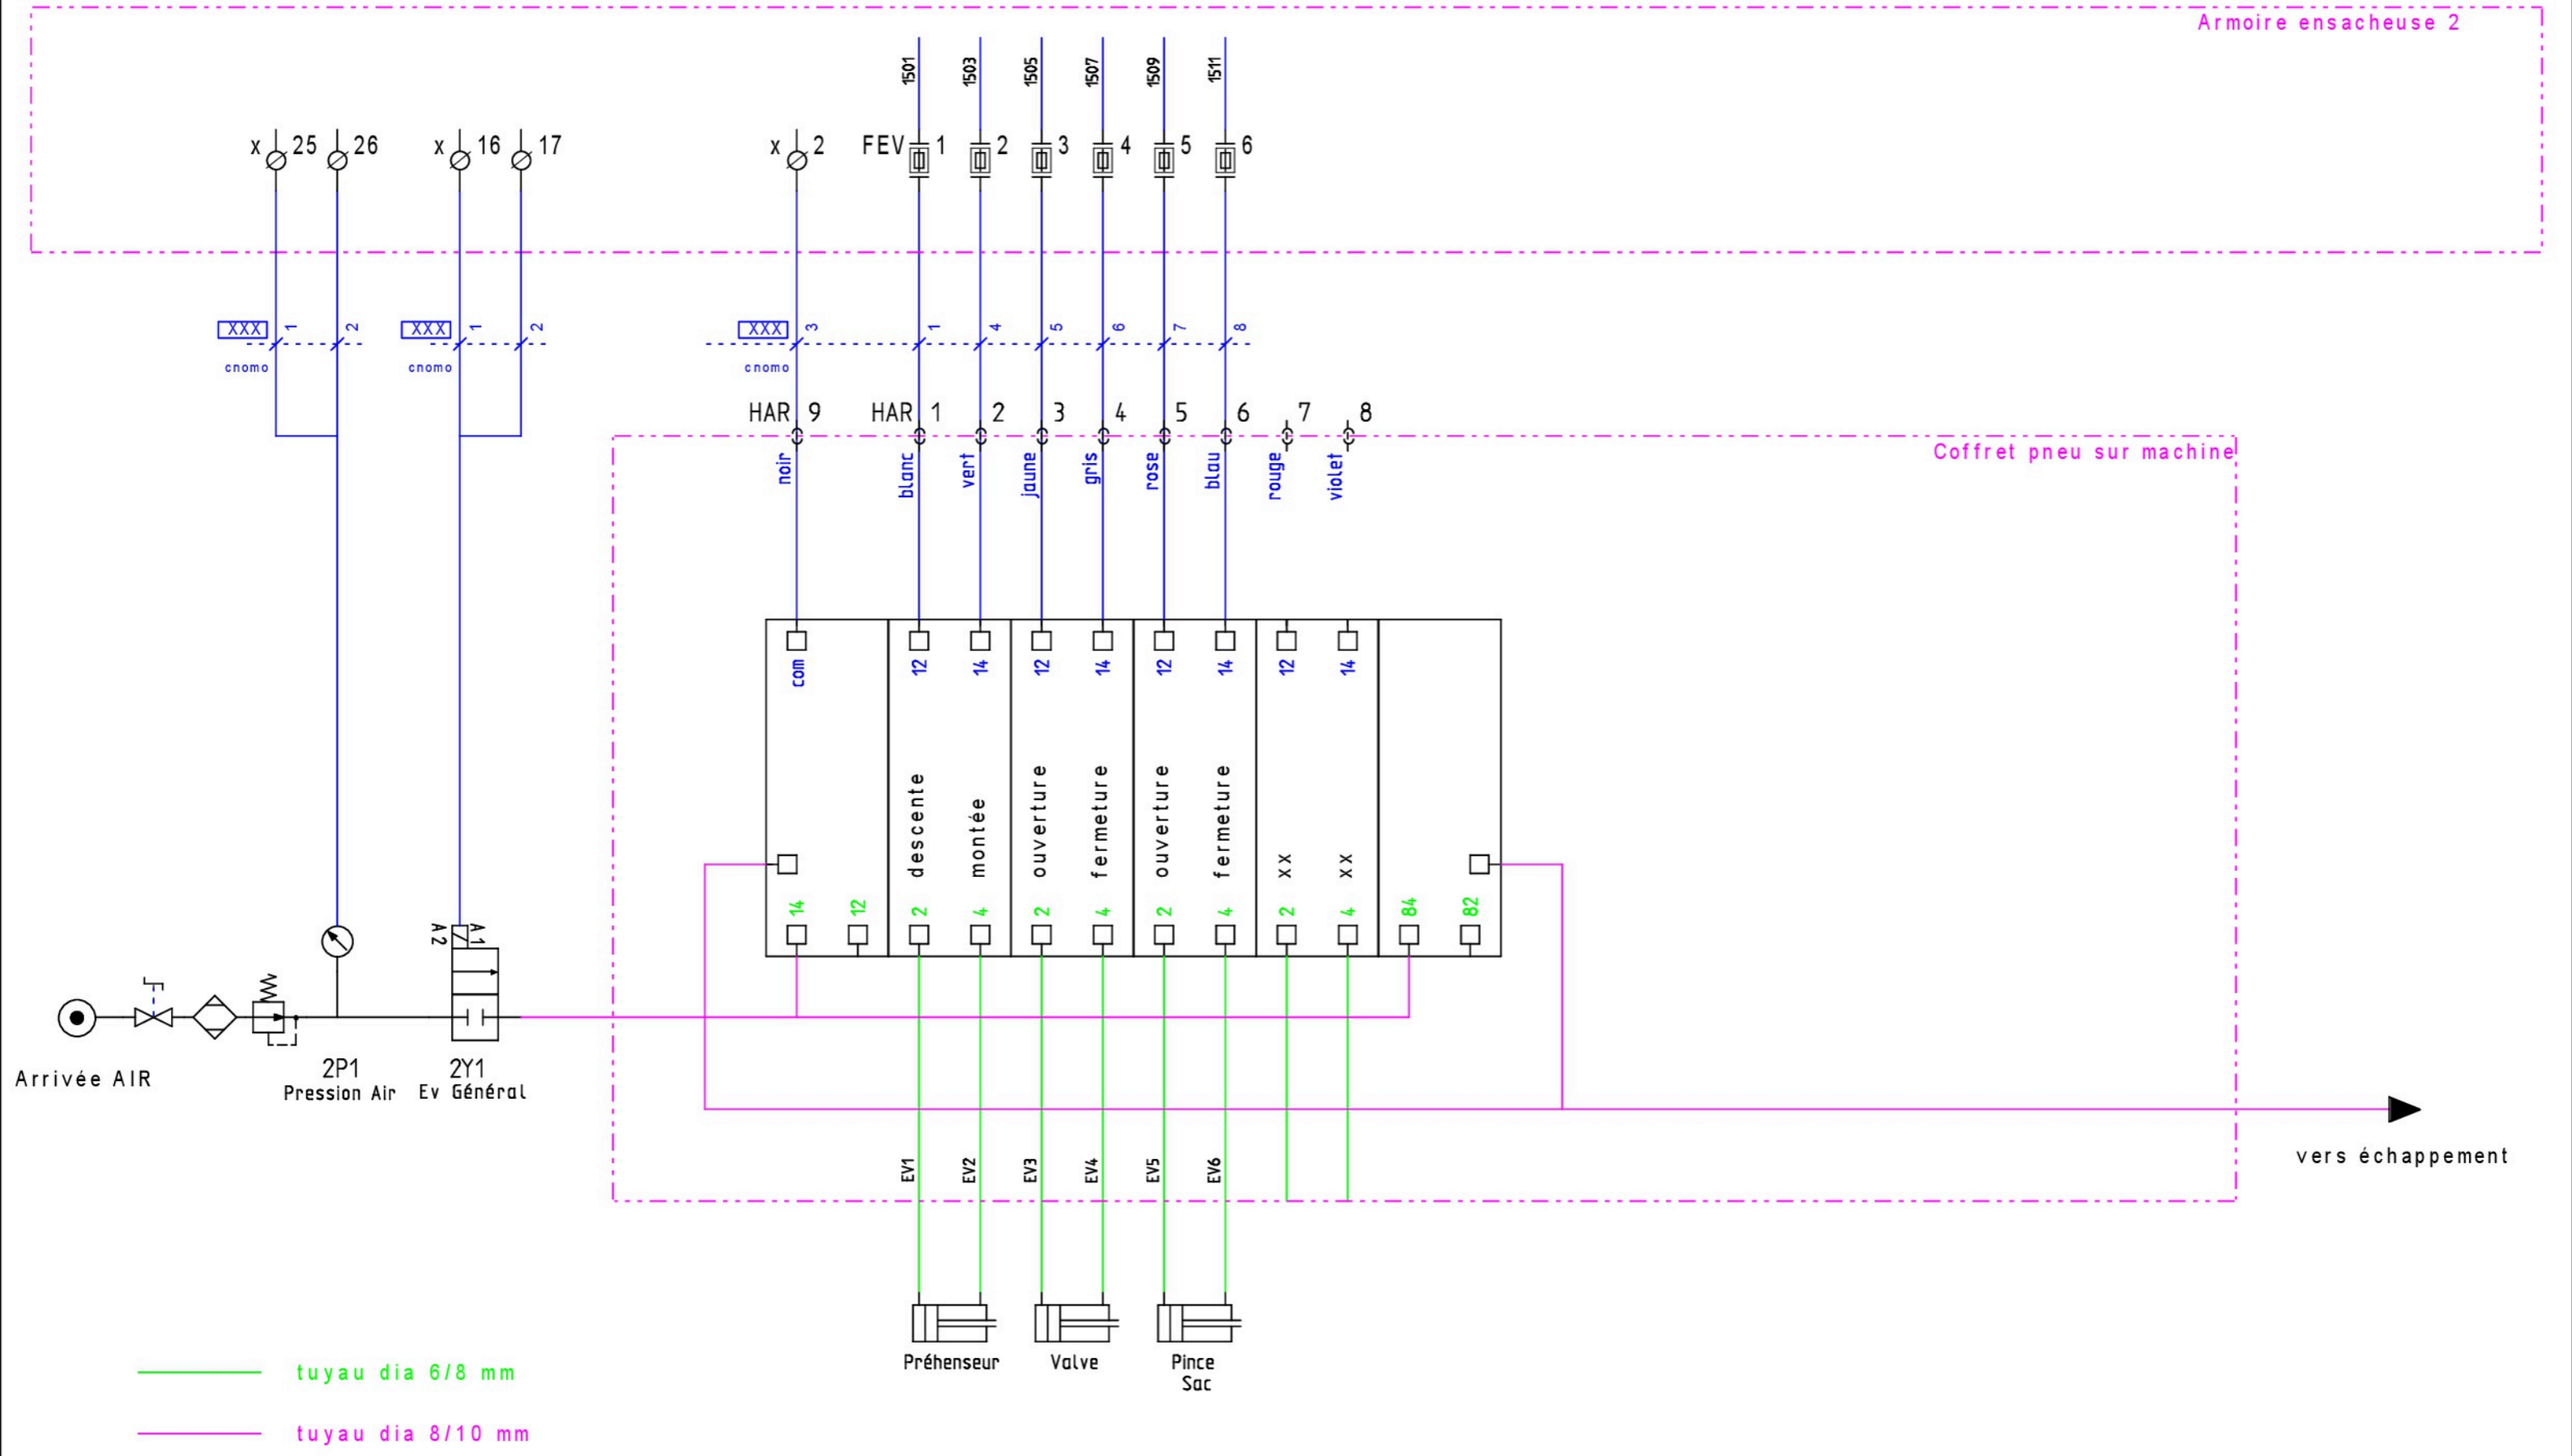 Armoire ensacheuse 2
1501 1503 1505 1507 1509 1511
x 25 26 x 16 17 x 2 FEV 1 2 3 4 5 6
XXX 1 2 XXX 1 2 XXX 3 1 4 5 6 7 8
cnomo cnomo cnomo
HAR 9 HAR 1 2 3 4 5 6 7 8
Coffret pneu sur machine
noir blanc vert jaune gris rose blau rouge violet
com 12 14 12 14 12 14 12 14
descente montée ouverture fermeture ouverture fermeture xx xx
14 12 2 4 2 4 2 4 2 4 84 82
A2 A1
Arrivée AIR
2P1
Pression Air
2Y1
Ev Général
vers échappement
EV1 EV2 EV3 EV4 EV5 EV6
Préhenseur
Valve
Pince
Sac
tuyau dia 6/8 mm
tuyau dia 8/10 mm